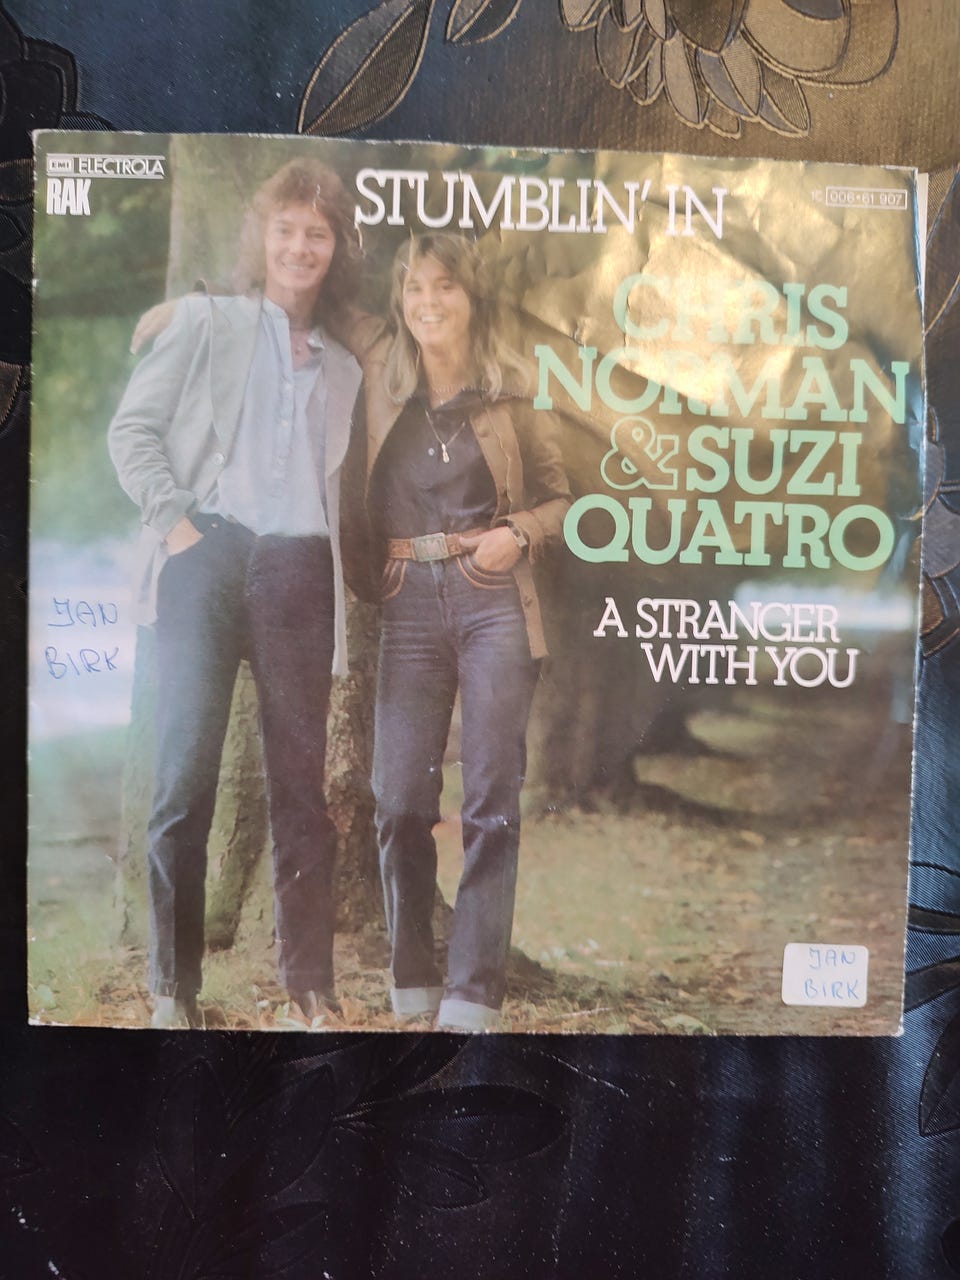 EMI ELECTROLA
RAK
STUMBLIN' IN
1C 006-61 907
CHRIS
NORMAN
& SUZI
QUATRO
A STRANGER
WITH YOU
JAN
BIRK
JAN
BIRK